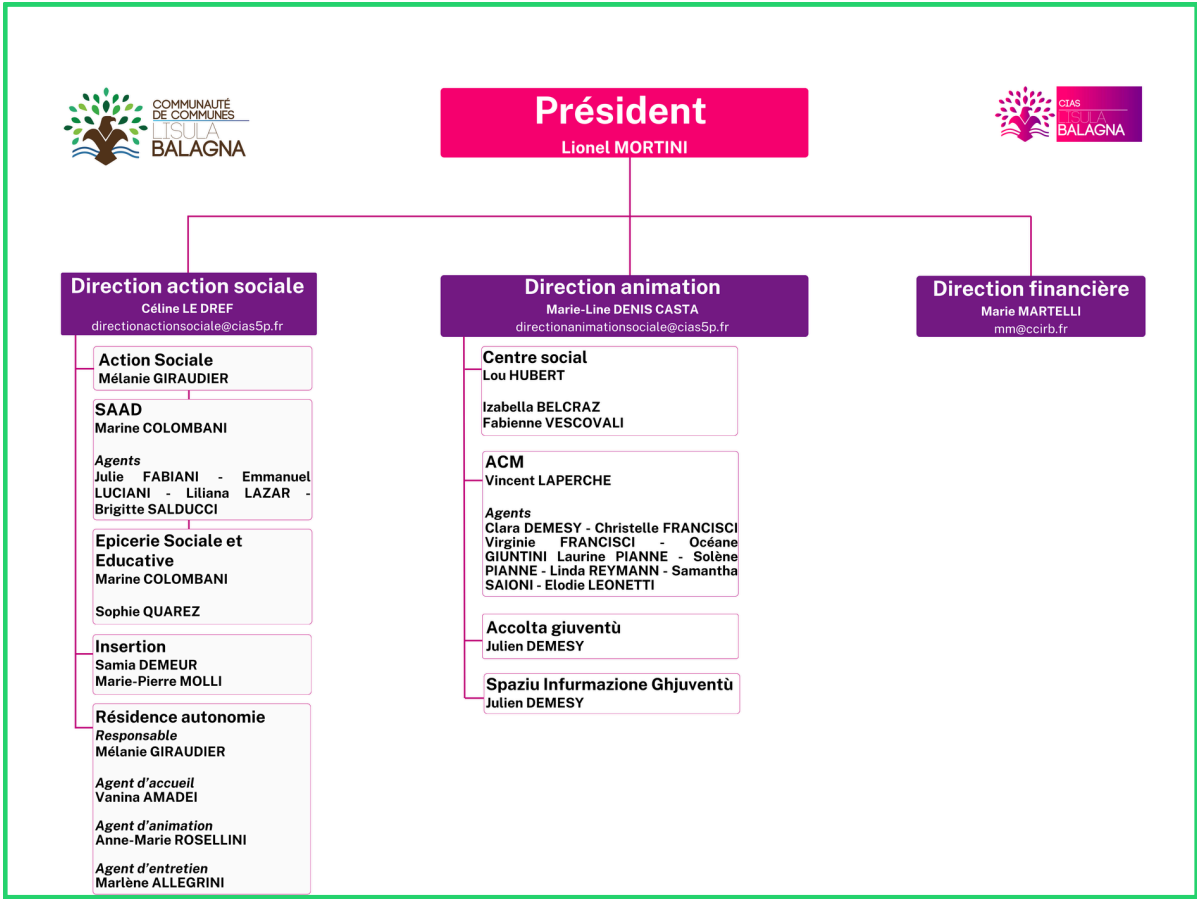 COMMUNAUTÉ
DE COMMUNES
LISULA
BALAGNA
Président
Lionel MORTINI
CIAS
LISULA
BALAGNA
Direction action sociale
Céline LE DREF
directionactionsociale@cias5p.fr
Action Sociale
Mélanie GIRAUDIER
SAAD
Marine COLOMBANI
Agents
Julie FABIANI - Emmanuel
LUCIANI - Liliana LAZAR -
Brigitte SALDUCCI
Epicerie Sociale et
Educative
Marine COLOMBANI
Sophie QUAREZ
Insertion
Samia DEMEUR
Marie-Pierre MOLLI
Résidence autonomie
Responsable
Mélanie GIRAUDIER
Agent d'accueil
Vanina AMADEI
Agent d'animation
Anne-Marie ROSELLINI
Agent d'entretien
Marlène ALLEGRINI
Direction animation
Marie-Line DENIS CASTA
directionanimationsociale@cias5p.fr
Centre social
Lou HUBERT
Izabella BELCRAZ
Fabienne VESCOVALI
ACM
Vincent LAPERCHE
Agents
Clara DEMESY - Christelle FRANCISCI
Virginie FRANCISCI - Océane
GIUNTINI Laurine PIANNE - Solène
PIANNE - Linda REYMANN - Samantha
SAIONI - Elodie LEONETTI
Accolta giuventù
Julien DEMESY
Spaziu Infurmazione Ghjuventù
Julien DEMESY
Direction financière
Marie MARTELLI
mm@ccirb.fr